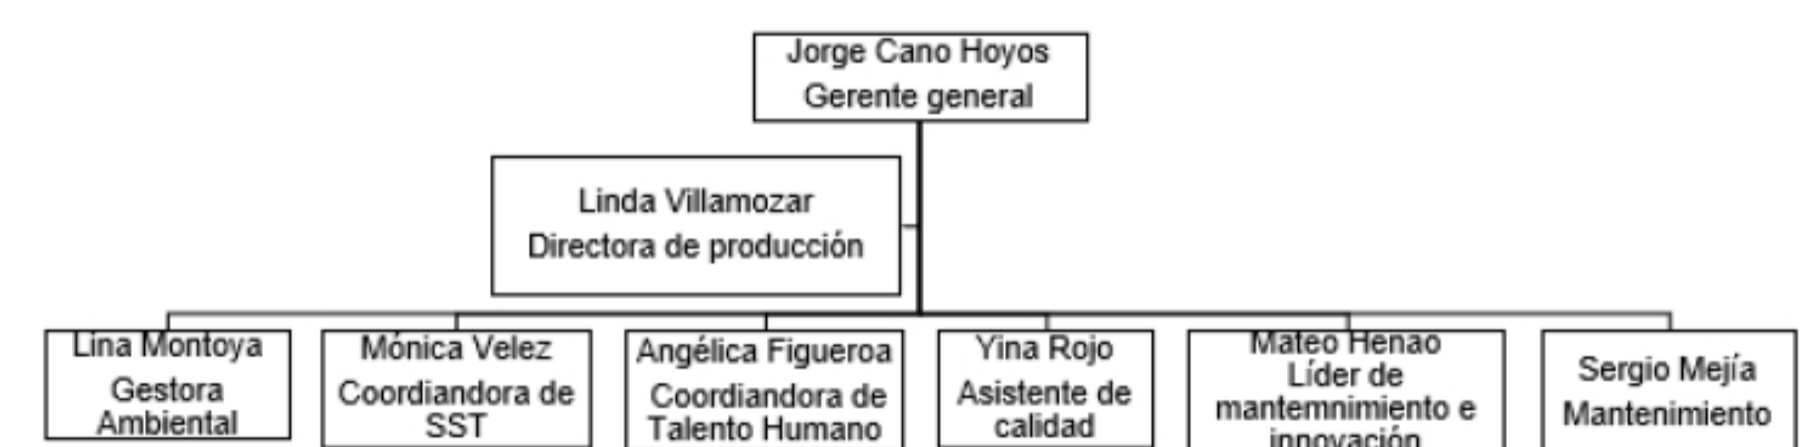 Jorge Cano Hoyos
Gerente general
Linda Villamozar
Directora de producción
Lina Montoya
Gestora
Ambiental
Mónica Velez
Coordiandora de
SST
Angélica Figueroa
Coordiandora de
Talento Humano
Yina Rojo
Asistente de
calidad
Mateo Henao
Líder de
mantemnimiento e
innovación
Sergio Mejía
Mantenimiento